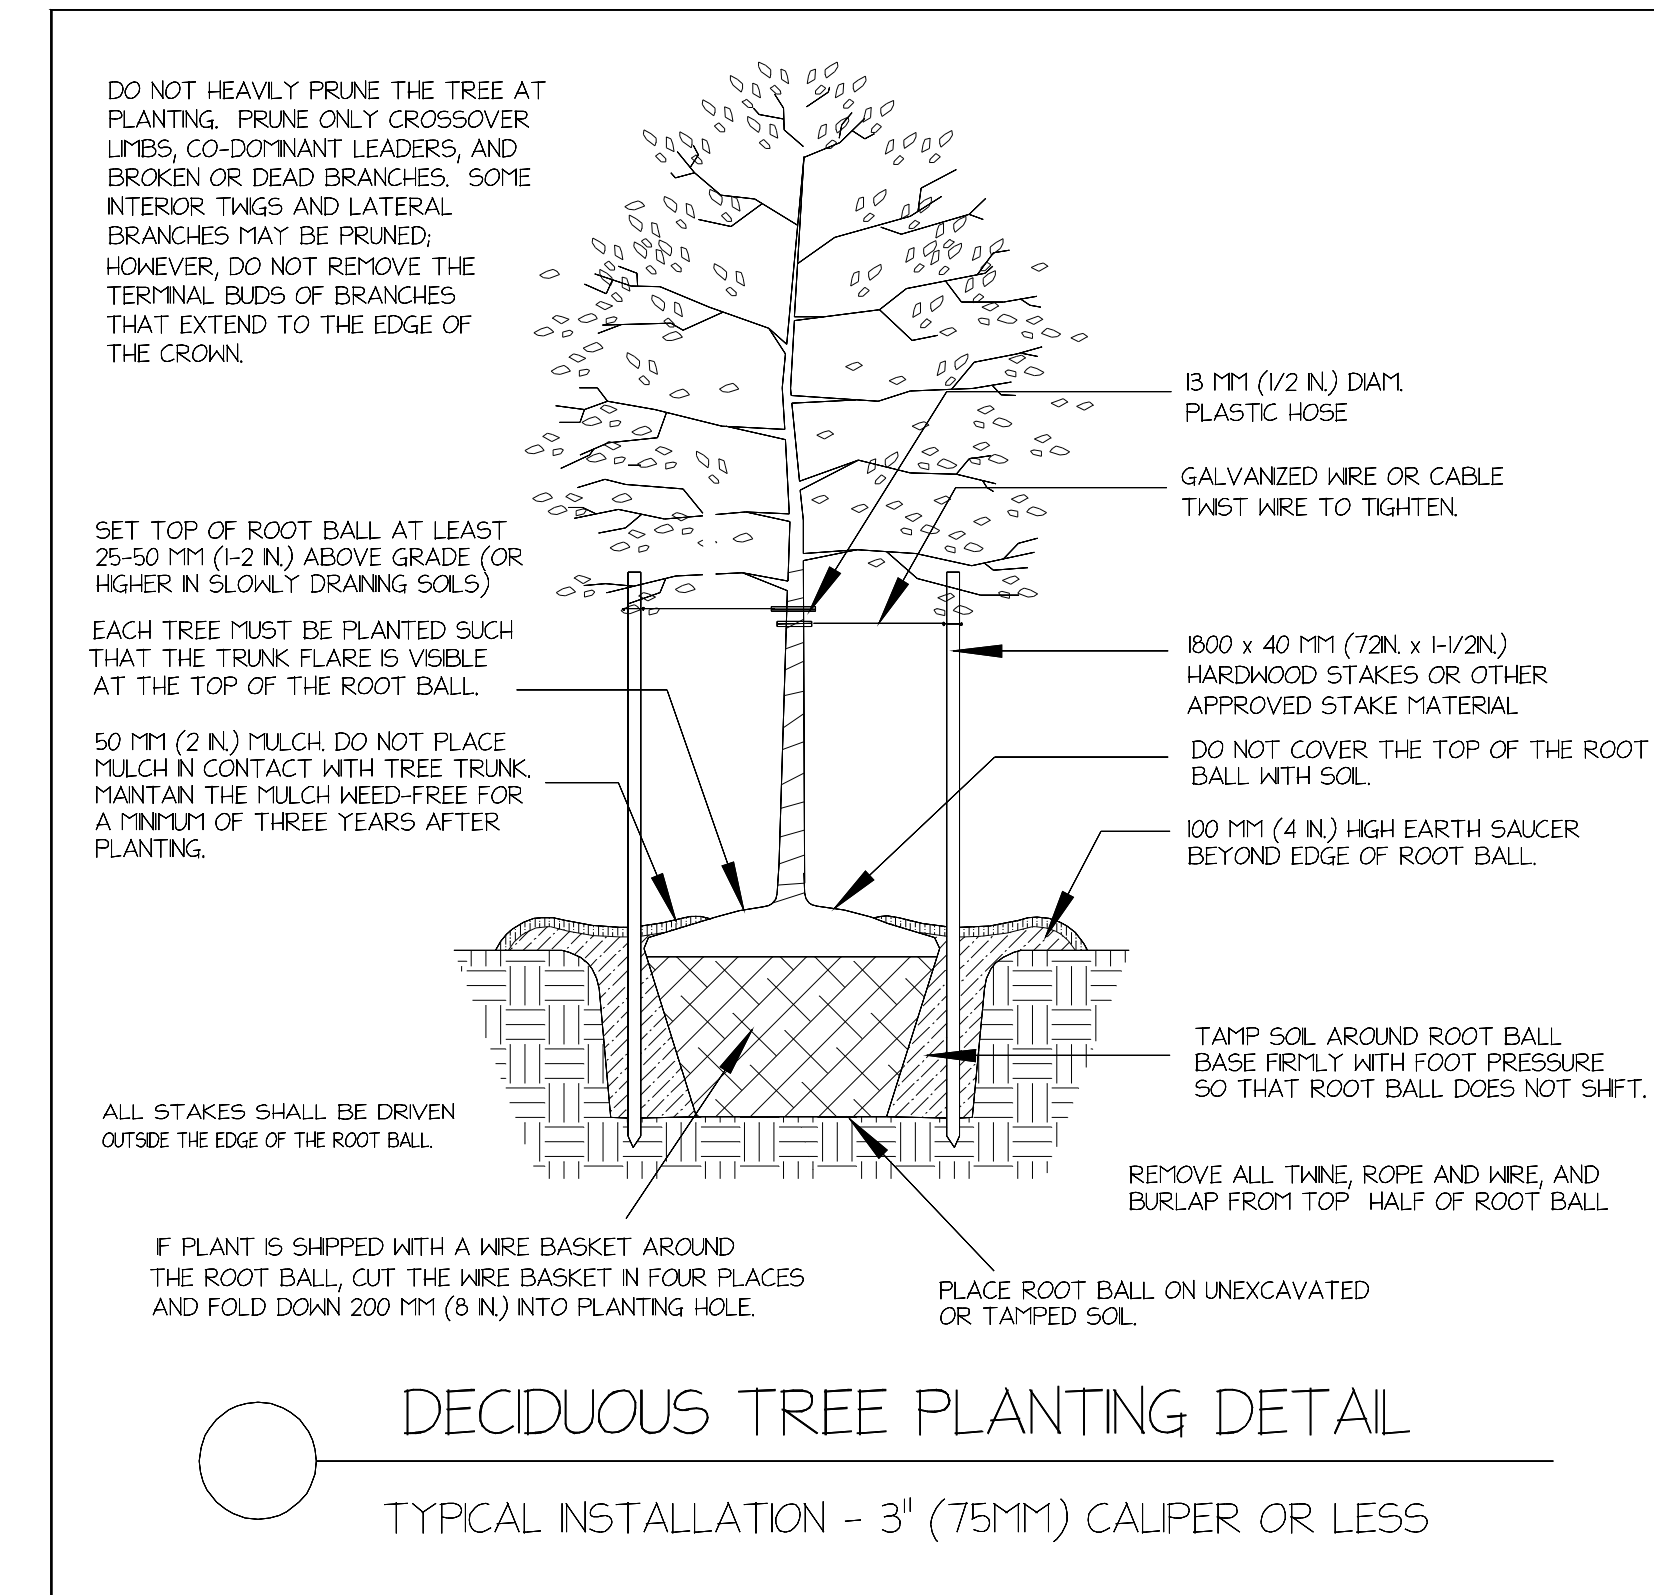 DO NOT HEAVILY PRUNE THE TREE AT
PLANTING. PRUNE ONLY CROSSOVER
LIMBS, CO-DOMINANT LEADERS, AND
BROKEN OR DEAD BRANCHES. SOME
INTERIOR TWIGS AND LATERAL
BRANCHES MAY BE PRUNED;
HOWEVER, DO NOT REMOVE THE
TERMINAL BUDS OF BRANCHES
THAT EXTEND TO THE EDGE OF
THE CROWN.
SET TOP OF ROOT BALL AT LEAST
25-50 MM (1-2 IN.) ABOVE GRADE (OR
HIGHER IN SLOWLY DRAINING SOILS)
EACH TREE MUST BE PLANTED SUCH
THAT THE TRUNK FLARE IS VISIBLE
AT THE TOP OF THE ROOT BALL.
50 MM (2 IN.) MULCH. DO NOT PLACE
MULCH IN CONTACT WITH TREE TRUNK.
MAINTAIN THE MULCH WEED-FREE FOR
A MINIMUM OF THREE YEARS AFTER
PLANTING.
ALL STAKES SHALL BE DRIVEN
OUTSIDE THE EDGE OF THE ROOT BALL.
IF PLANT IS SHIPPED WITH A WIRE BASKET AROUND
THE ROOT BALL, CUT THE WIRE BASKET IN FOUR PLACES
AND FOLD DOWN 200 MM (8 IN.) INTO PLANTING HOLE.
13 MM (1/2 IN.) DIAM.
PLASTIC HOSE
GALVANIZED WIRE OR CABLE
TWIST WIRE TO TIGHTEN.
1800 x 40 MM (72IN. x 1-1/2IN.)
HARDWOOD STAKES OR OTHER
APPROVED STAKE MATERIAL
DO NOT COVER THE TOP OF THE ROOT
BALL WITH SOIL.
100 MM (4 IN.) HIGH EARTH SAUCER
BEYOND EDGE OF ROOT BALL.
TAMP SOIL AROUND ROOT BALL
BASE FIRMLY WITH FOOT PRESSURE
SO THAT ROOT BALL DOES NOT SHIFT.
REMOVE ALL TWINE, ROPE AND WIRE, AND
BURLAP FROM TOP HALF OF ROOT BALL
PLACE ROOT BALL ON UNEXCAVATED
OR TAMPED SOIL.
DECIDUOUS TREE PLANTING DETAIL
TYPICAL INSTALLATION - 3" (75MM) CALIPER OR LESS